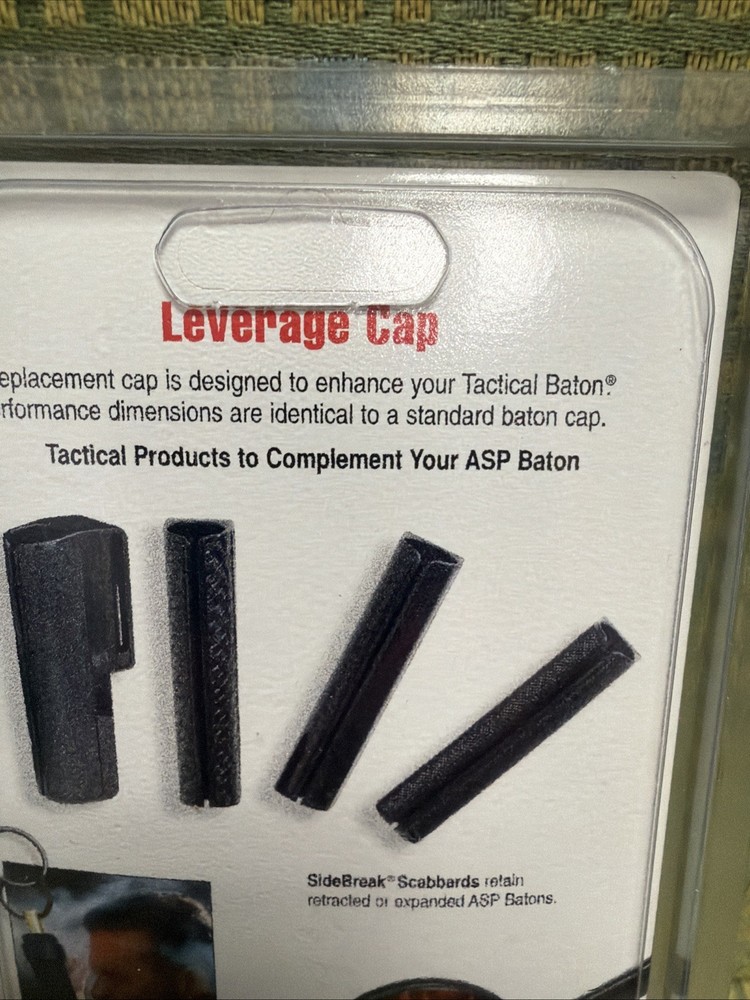 Leverage Cap
eplacement cap is designed to enhance your Tactical Baton.®
rformance dimensions are identical to a standard baton cap.
Tactical Products to Complement Your ASP Baton
SideBreak® Scabbards retain
retracted or expanded ASP Batons.